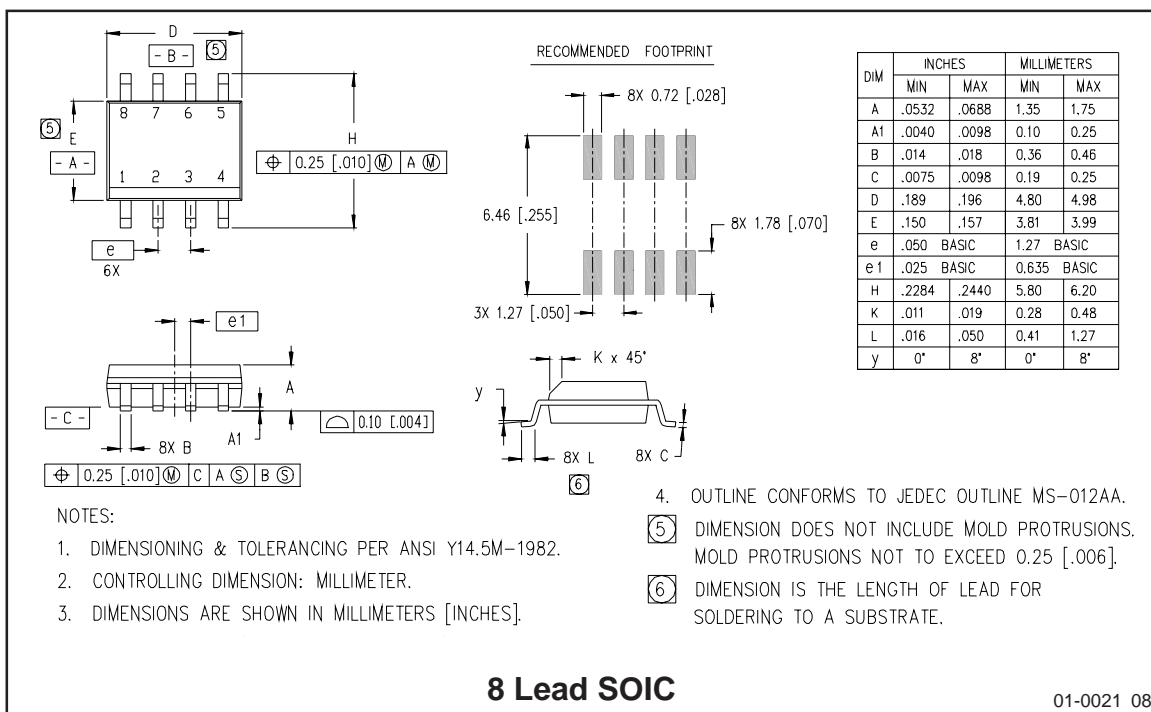 D
- B - 5
8 7 6 5
5 E
- A -
H
⌖ 0.25 [.010] Ⓜ A Ⓜ
1 2 3 4
e
6X
RECOMMENDED FOOTPRINT
8X 0.72 [.028]
6.46 [.255]
8X 1.78 [.070]
3X 1.27 [.050]
DIM INCHES MILLIMETERS
MIN MAX MIN MAX
A .0532 .0688 1.35 1.75
A1 .0040 .0098 0.10 0.25
B .014 .018 0.36 0.46
C .0075 .0098 0.19 0.25
D .189 .196 4.80 4.98
E .150 .157 3.81 3.99
e .050 BASIC 1.27 BASIC
e1 .025 BASIC 0.635 BASIC
H .2284 .2440 5.80 6.20
K .011 .019 0.28 0.48
L .016 .050 0.41 1.27
y 0° 8° 0° 8°
e1
A
- C -
8X B
A1
⌓ 0.10 [.004]
⌖ 0.25 [.010] Ⓜ C A Ⓢ B Ⓢ
K x 45°
y
8X L
8X C
6
NOTES:
1. DIMENSIONING & TOLERANCING PER ANSI Y14.5M-1982.
2. CONTROLLING DIMENSION: MILLIMETER.
3. DIMENSIONS ARE SHOWN IN MILLIMETERS [INCHES].
4. OUTLINE CONFORMS TO JEDEC OUTLINE MS-012AA.
5 DIMENSION DOES NOT INCLUDE MOLD PROTRUSIONS.
MOLD PROTRUSIONS NOT TO EXCEED 0.25 [.006].
6 DIMENSION IS THE LENGTH OF LEAD FOR
SOLDERING TO A SUBSTRATE.
8 Lead SOIC
01-0021 08